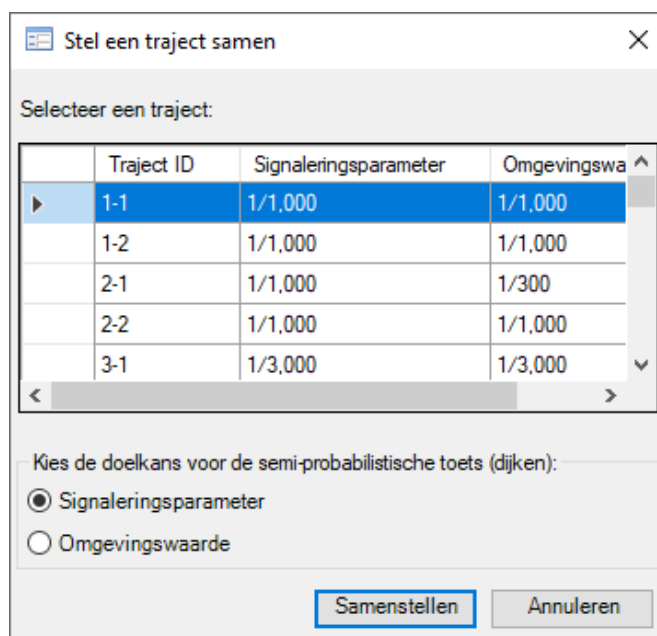 Stel een traject samen
Selecteer een traject:
Traject ID Signaleringsparameter Omgevingswa
1-1 1/1,000 1/1,000
1-2 1/1,000 1/1,000
2-1 1/1,000 1/300
2-2 1/1,000 1/1,000
3-1 1/3,000 1/3,000
Kies de doelkans voor de semi-probabilistische toets (dijken):
Signaleringsparameter
Omgevingswaarde
Samenstellen Annuleren